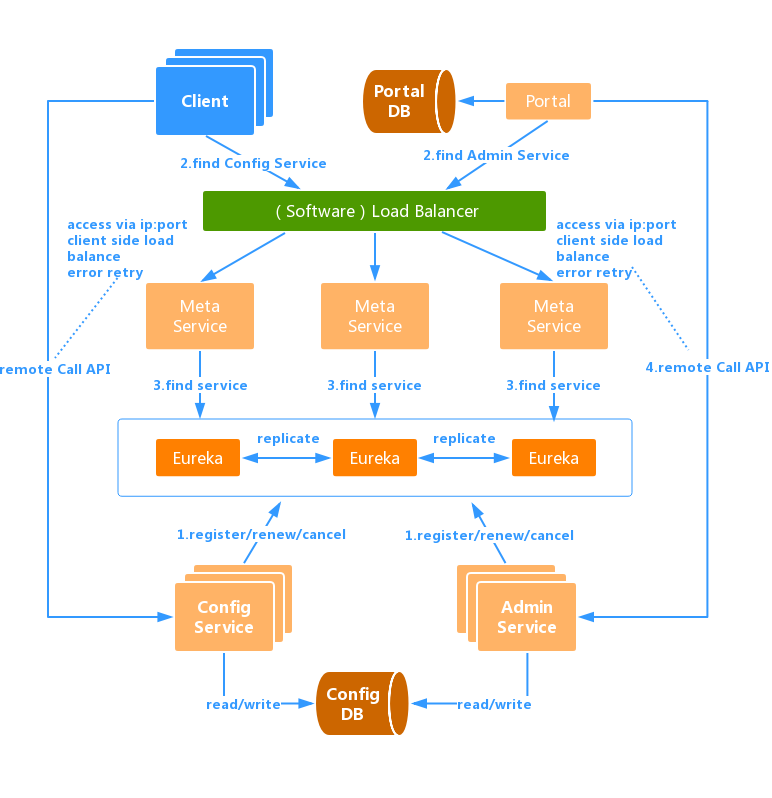 Client
Portal
DB
Portal
2.find Config Service
2.find Admin Service
( Software ) Load Balancer
access via ip:port
client side load
balance
error retry
access via ip:port
client side load
balance
error retry
Meta
Service
Meta
Service
Meta
Service
remote Call API
4.remote Call API
3.find service
3.find service
3.find service
replicate
replicate
Eureka
Eureka
Eureka
1.register/renew/cancel
1.register/renew/cancel
Config
Service
Admin
Service
read/write
Config
DB
read/write